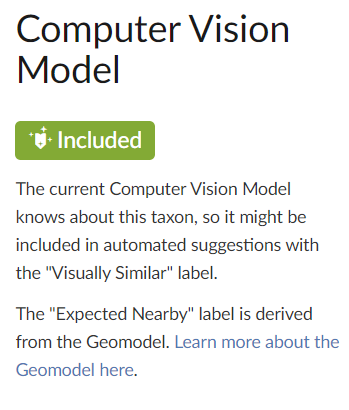 Computer Vision
Model
Included
The current Computer Vision Model
knows about this taxon, so it might be
included in automated suggestions with
the "Visually Similar" label.
The "Expected Nearby" label is derived
from the Geomodel. Learn more about the
Geomodel here.